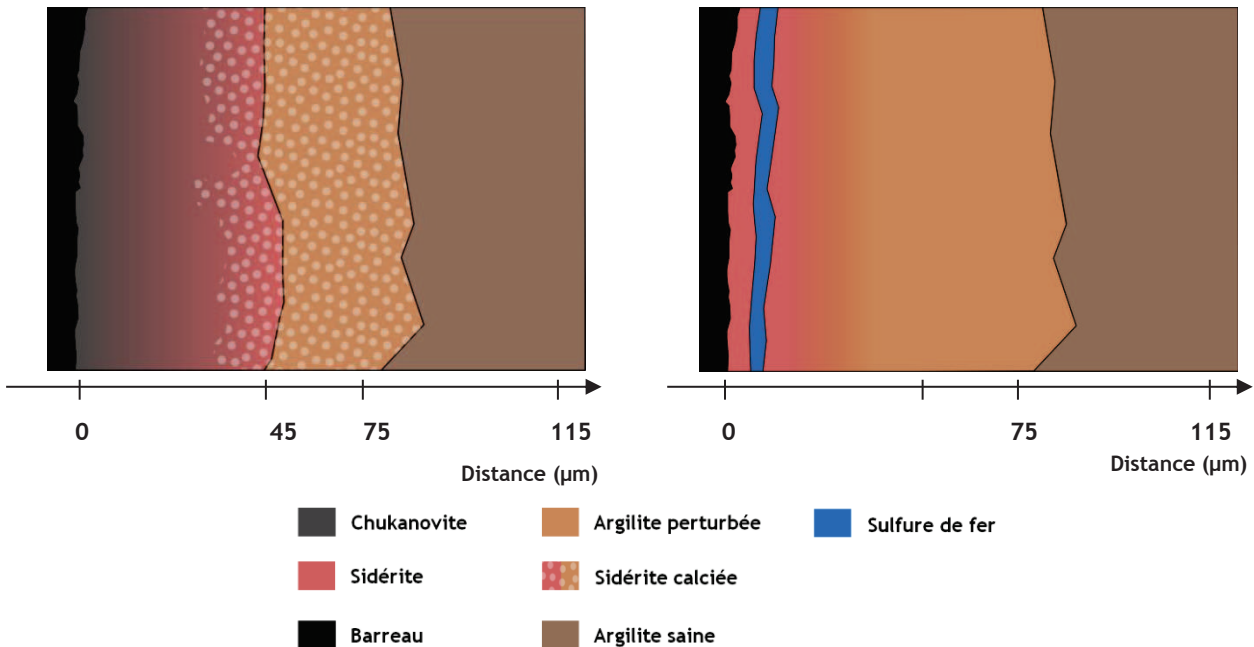 0 45 75 115
Distance (µm)
0 75 115
Distance (µm)
Chukanovite
Argilite perturbée
Sulfure de fer
Sidérite
Sidérite calciée
Barreau
Argilite saine